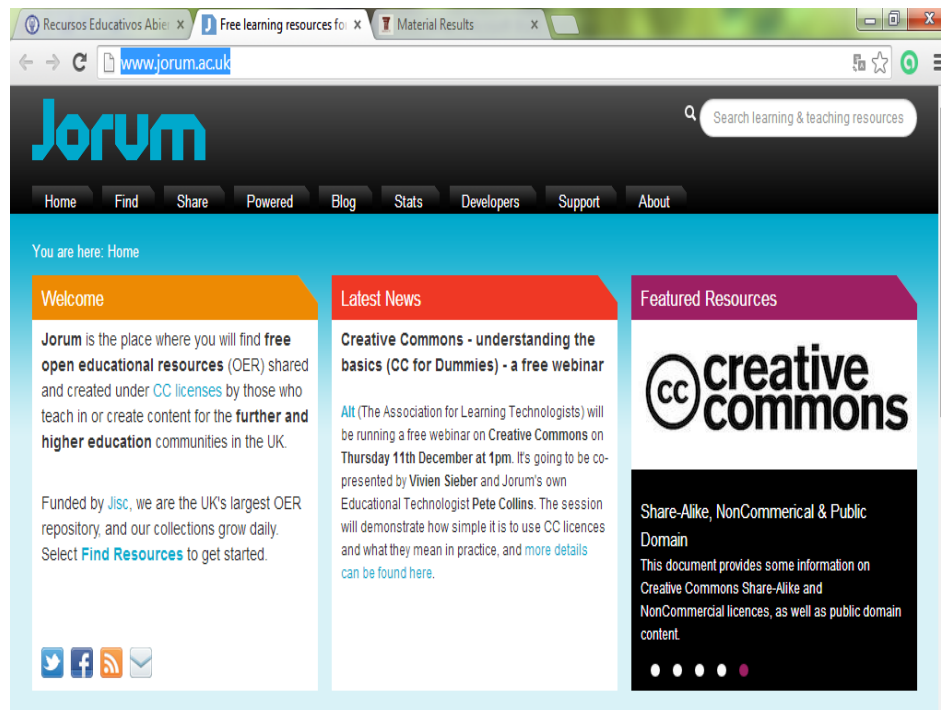 Recursos Educativos Abie
Free learning resources fo
Material Results
www.jorum.ac.uk
Jorum
Search learning & teaching resources
Home Find Share Powered Blog Stats Developers Support About
You are here: Home
Welcome
Jorum is the place where you will find free
open educational resources (OER) shared
and created under CC licenses by those who
teach in or create content for the further and
higher education communities in the UK.
Funded by Jisc, we are the UK's largest OER
repository, and our collections grow daily.
Select Find Resources to get started.
Latest News
Creative Commons - understanding the
basics (CC for Dummies) - a free webinar
Alt (The Association for Learning Technologists) will
be running a free webinar on Creative Commons on
Thursday 11th December at 1pm. It's going to be co-
presented by Vivien Sieber and Jorum's own
Educational Technologist Pete Collins. The session
will demonstrate how simple it is to use CC licences
and what they mean in practice, and more details
can be found here.
Featured Resources
cc creative
commons
Share-Alike, NonCommerical & Public
Domain
This document provides some information on
Creative Commons Share-Alike and
NonCommercial licences, as well as public domain
content.